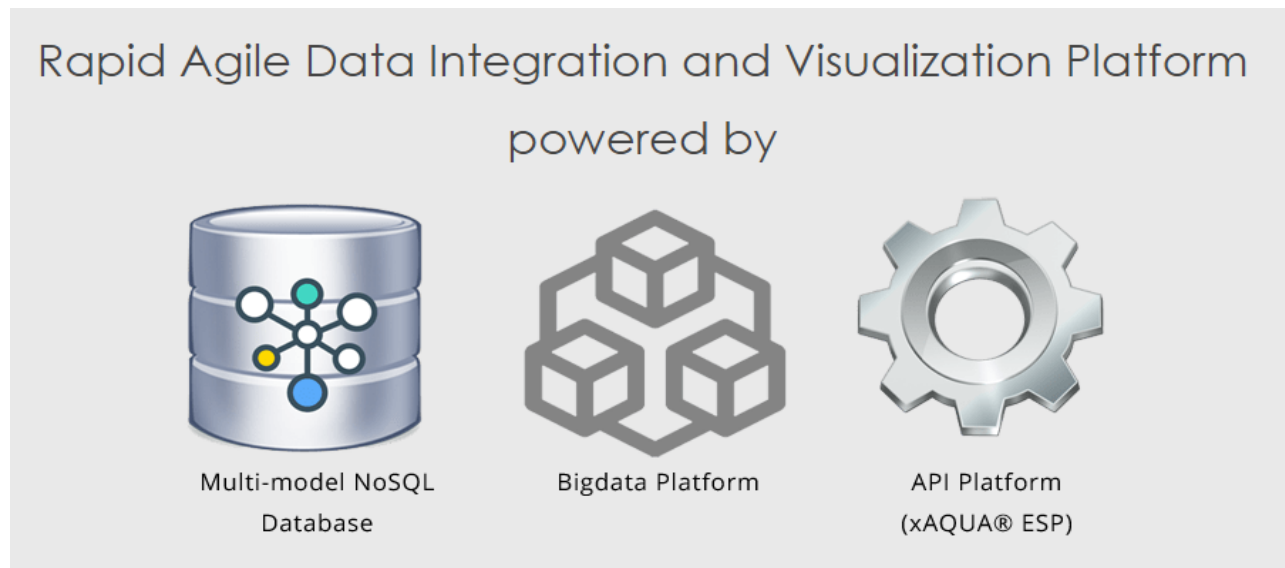 Rapid Agile Data Integration and Visualization Platform
powered by
Multi-model NoSQL
Database
Bigdata Platform
API Platform
(xAQUA® ESP)